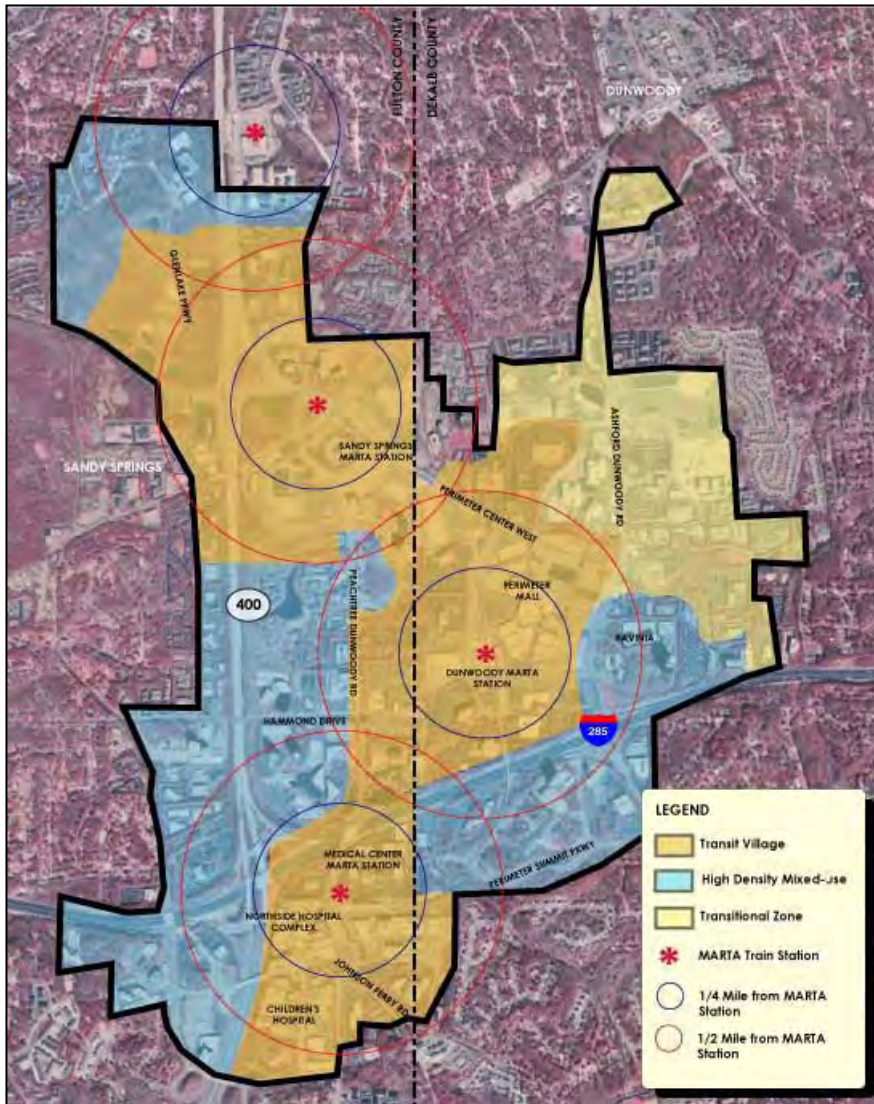 FULTON COUNTY
DEKALB COUNTY
DUNWOODY
GLENLAKE PKWY
SANDY SPRINGS
MARTA STATION
SANDY SPRINGS
ASHFORD DUNWOODY RD
PERIMETER CENTER WEST
PERIMETER
MALL
400
PEACHTREE DUNWOODY RD
RAVINIA
DUNWOODY MARTA
STATION
HAMMOND DRIVE
285
MEDICAL CENTER
MARTA STATION
PERIMETER SUMMIT PKWY
NORTHSIDE HOSPITAL
COMPLEX
JOHNSON FERRY RD
CHILDREN'S
HOSPITAL
LEGEND
Transit Village
High Density Mixed-Use
Transitional Zone
MARTA Train Station
1/4 Mile from MARTA
Station
1/2 Mile from MARTA
Station